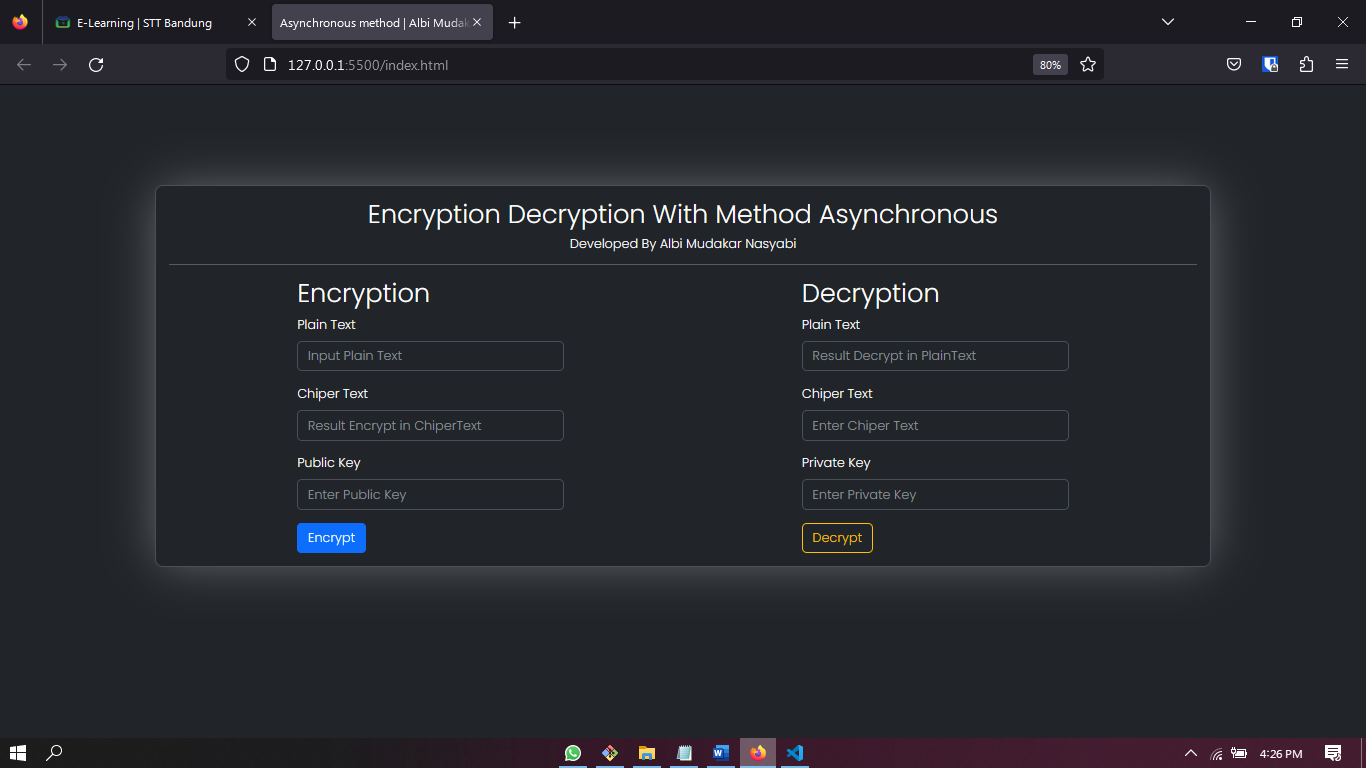 E-Learning | STT Bandung
Asynchronous method | Albi Mudak
127.0.0.1:5500/index.html
80%
Encryption Decryption With Method Asynchronous
Developed By Albi Mudakar Nasyabi
Encryption
Plain Text
Input Plain Text
Chiper Text
Result Encrypt in ChiperText
Public Key
Enter Public Key
Encrypt
Decryption
Plain Text
Result Decrypt in PlainText
Chiper Text
Enter Chiper Text
Private Key
Enter Private Key
Decrypt
4:26 PM